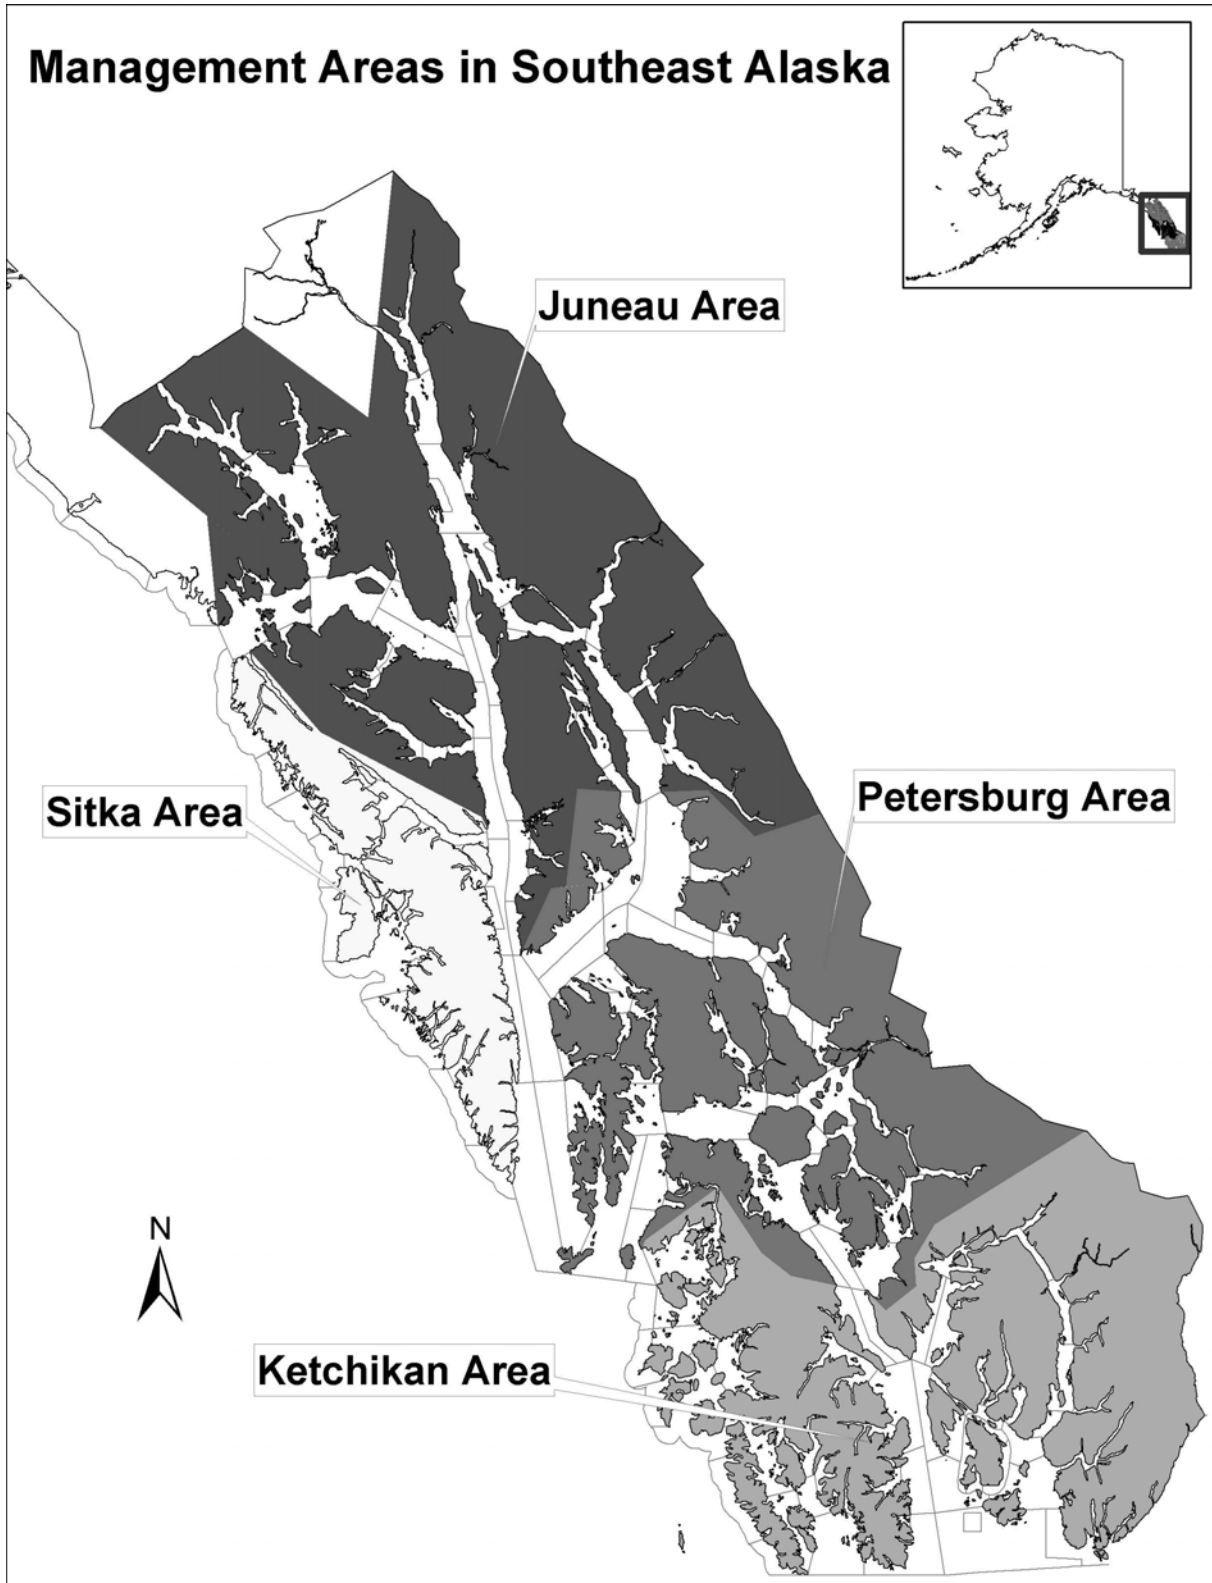 Management Areas in Southeast Alaska
Juneau Area
Petersburg Area
Sitka Area
N
Ketchikan Area